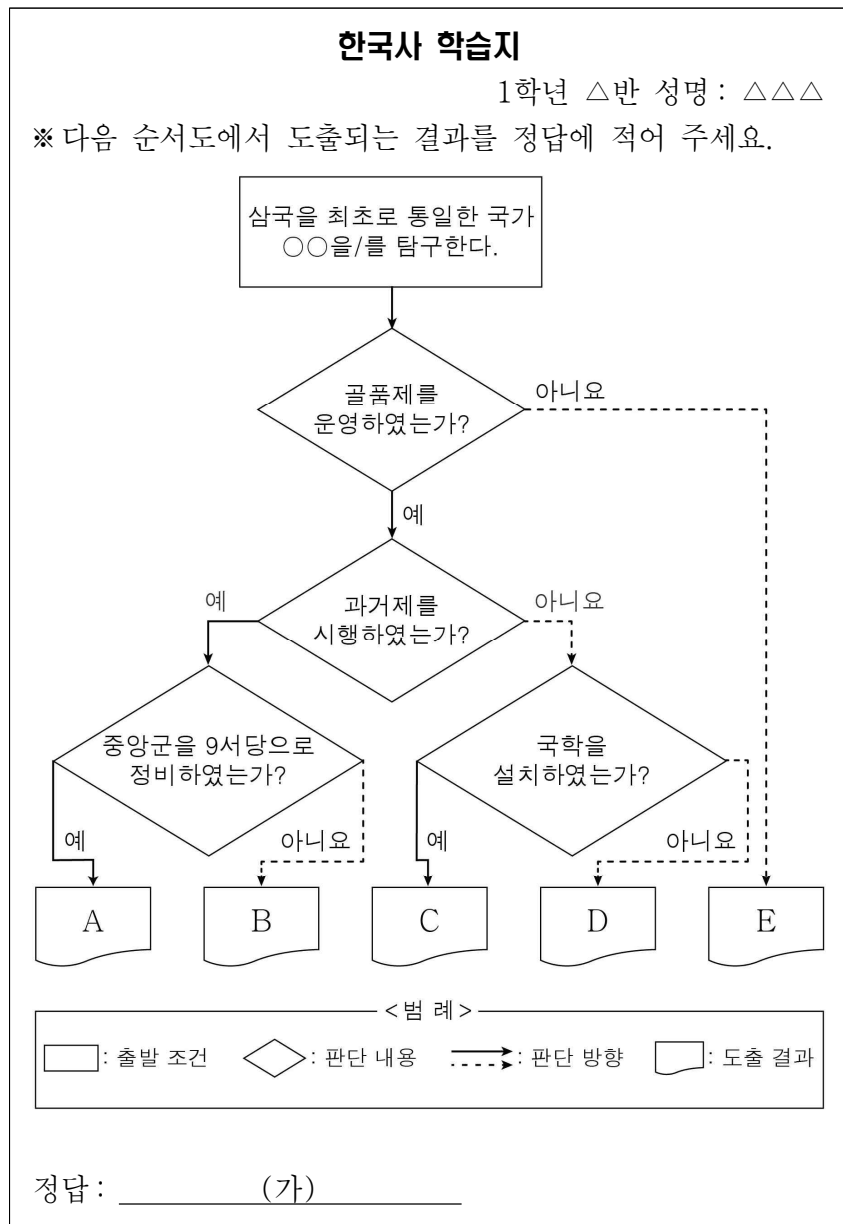 한국사 학습지
1학년 △반 성명 : △△△
※ 다음 순서도에서 도출되는 결과를 정답에 적어 주세요.
삼국을 최초로 통일한 국가
○○을/를 탐구한다.
골품제를
운영하였는가?
아니요
예
과거제를
시행하였는가?
예
아니요
중앙군을 9서당으로
정비하였는가?
국학을
설치하였는가?
예
아니요
예
아니요
A
B
C
D
E
<범 례>
: 출발 조건
: 판단 내용
: 판단 방향
: 도출 결과
정답 : (가)